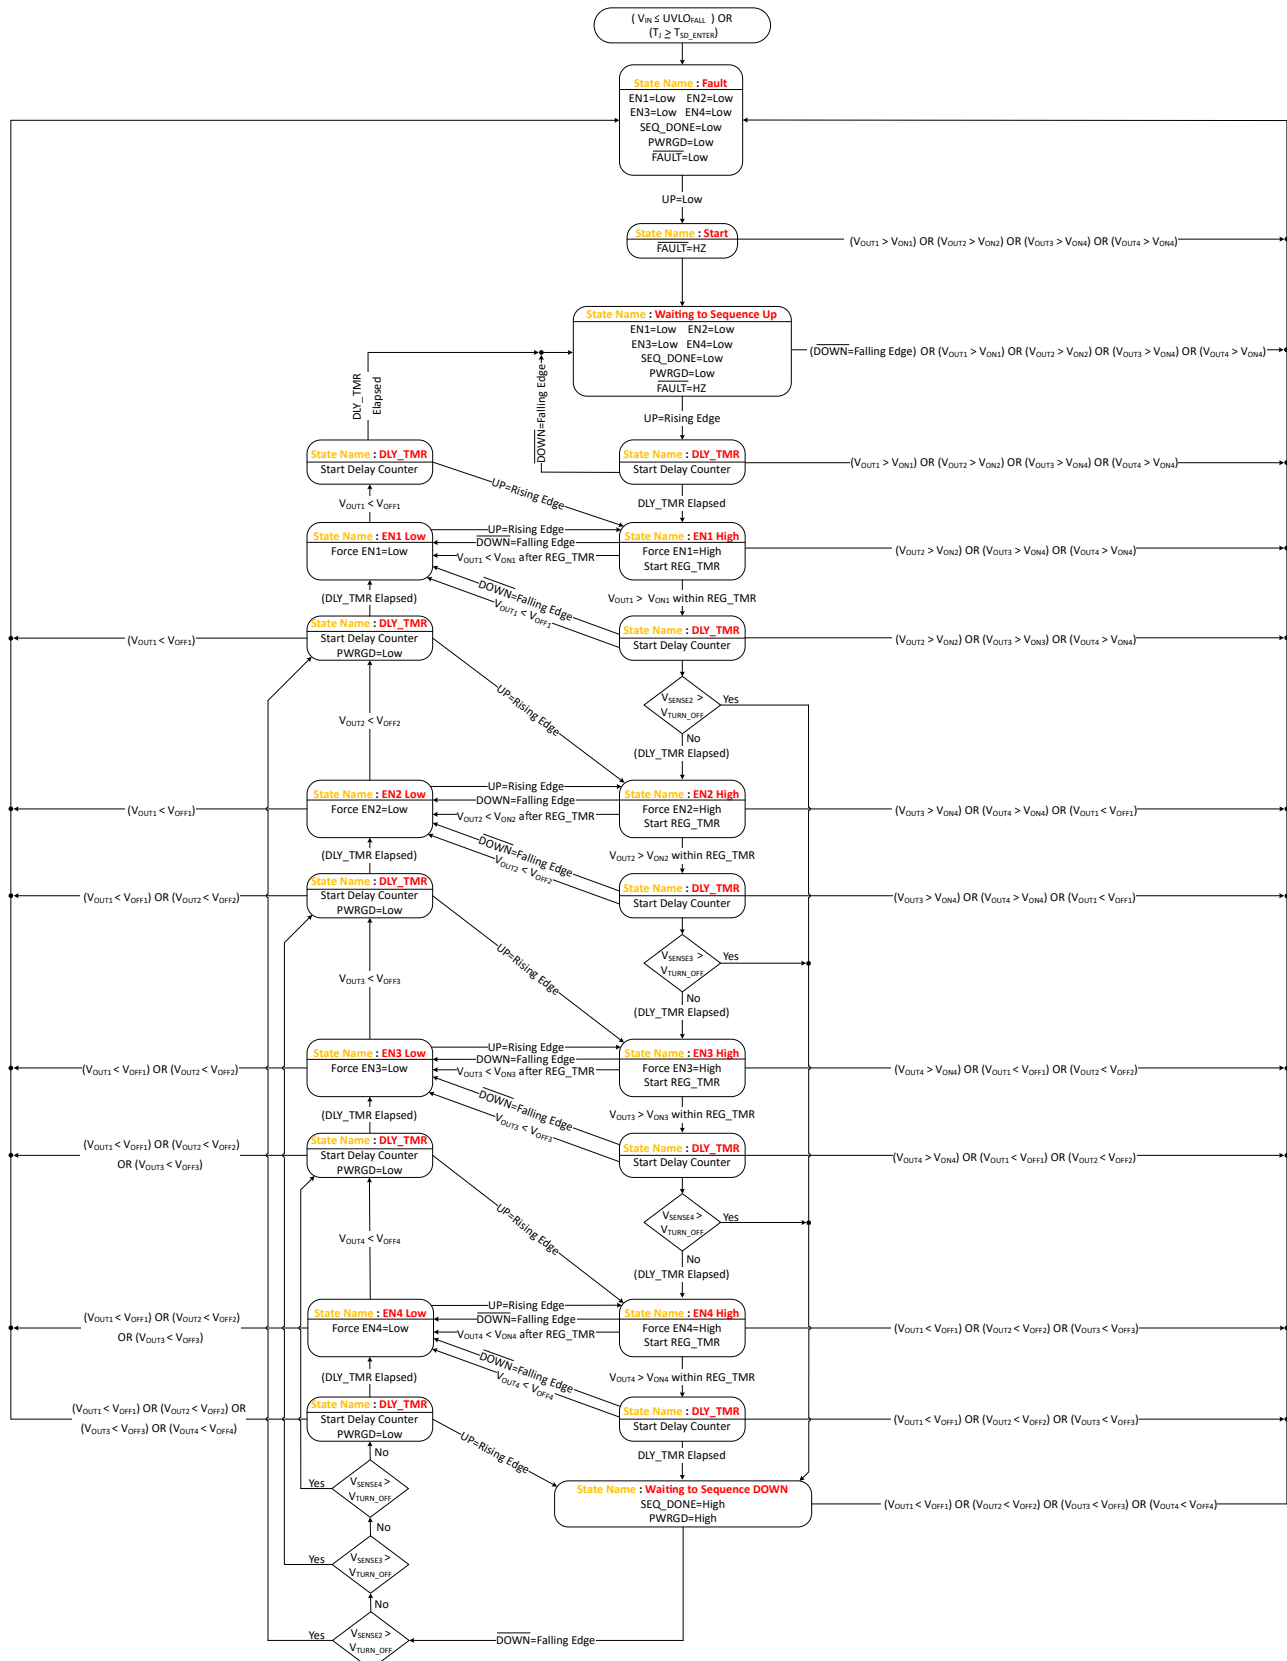 ( VIN ≤ UVLOFALL ) OR
(TJ ≥ TSD_ENTER)
State Name : Fault
EN1=Low EN2=Low
EN3=Low EN4=Low
SEQ_DONE=Low
PWRGD=Low
FAULT=Low
UP=Low
State Name : Start
FAULT=HZ
(VOUT1 > VON1) OR (VOUT2 > VON2) OR (VOUT3 > VON4) OR (VOUT4 > VON4)
State Name : Waiting to Sequence Up
EN1=Low EN2=Low
EN3=Low EN4=Low
SEQ_DONE=Low
PWRGD=Low
FAULT=HZ
(DOWN=Falling Edge) OR (VOUT1 > VON1) OR (VOUT2 > VON2) OR (VOUT3 > VON4) OR (VOUT4 > VON4)
DLY_TMR
Elapsed
DOWN=Falling Edge
UP=Rising Edge
State Name : DLY_TMR
Start Delay Counter
State Name : DLY_TMR
Start Delay Counter
(VOUT1 > VON1) OR (VOUT2 > VON2) OR (VOUT3 > VON4) OR (VOUT4 > VON4)
UP=Rising Edge
VOUT1 < VOFF1
DLY_TMR Elapsed
State Name : EN1 Low
Force EN1=Low
UP=Rising Edge
DOWN=Falling Edge
VOUT1 < VON1 after REG_TMR
State Name : EN1 High
Force EN1=High
Start REG_TMR
(VOUT2 > VON2) OR (VOUT3 > VON4) OR (VOUT4 > VON4)
(DLY_TMR Elapsed)
DOWN=Falling Edge
VOUT1 < VOFF1
VOUT1 > VON1 within REG_TMR
(VOUT1 < VOFF1)
State Name : DLY_TMR
Start Delay Counter
PWRGD=Low
State Name : DLY_TMR
Start Delay Counter
(VOUT2 > VON2) OR (VOUT3 > VON3) OR (VOUT4 > VON4)
UP=Rising Edge
VSENSE2 >
VTURN_OFF
Yes
No
VOUT2 < VOFF2
(DLY_TMR Elapsed)
(VOUT1 < VOFF1)
State Name : EN2 Low
Force EN2=Low
UP=Rising Edge
DOWN=Falling Edge
VOUT2 < VON2 after REG_TMR
State Name : EN2 High
Force EN2=High
Start REG_TMR
(VOUT3 > VON4) OR (VOUT4 > VON4) OR (VOUT1 < VOFF1)
(DLY_TMR Elapsed)
DOWN=Falling Edge
VOUT2 < VOFF2
VOUT2 > VON2 within REG_TMR
(VOUT1 < VOFF1) OR (VOUT2 < VOFF2)
State Name : DLY_TMR
Start Delay Counter
PWRGD=Low
State Name : DLY_TMR
Start Delay Counter
(VOUT3 > VON4) OR (VOUT4 > VON4) OR (VOUT1 < VOFF1)
UP=Rising Edge
VSENSE3 >
VTURN_OFF
Yes
No
VOUT3 < VOFF3
(DLY_TMR Elapsed)
(VOUT1 < VOFF1) OR (VOUT2 < VOFF2)
State Name : EN3 Low
Force EN3=Low
UP=Rising Edge
DOWN=Falling Edge
VOUT3 < VON3 after REG_TMR
State Name : EN3 High
Force EN3=High
Start REG_TMR
(VOUT4 > VON4) OR (VOUT1 < VOFF1) OR (VOUT2 < VOFF2)
(DLY_TMR Elapsed)
DOWN=Falling Edge
VOUT3 < VOFF3
VOUT3 > VON3 within REG_TMR
(VOUT1 < VOFF1) OR (VOUT2 < VOFF2)
OR (VOUT3 < VOFF3)
State Name : DLY_TMR
Start Delay Counter
PWRGD=Low
State Name : DLY_TMR
Start Delay Counter
(VOUT4 > VON4) OR (VOUT1 < VOFF1) OR (VOUT2 < VOFF2)
UP=Rising Edge
VSENSE4 >
VTURN_OFF
Yes
No
VOUT4 < VOFF4
(DLY_TMR Elapsed)
(VOUT1 < VOFF1) OR (VOUT2 < VOFF2)
OR (VOUT3 < VOFF3)
State Name : EN4 Low
Force EN4=Low
UP=Rising Edge
DOWN=Falling Edge
VOUT4 < VON4 after REG_TMR
State Name : EN4 High
Force EN4=High
Start REG_TMR
(VOUT1 < VOFF1) OR (VOUT2 < VOFF2) OR (VOUT3 < VOFF3)
(DLY_TMR Elapsed)
DOWN=Falling Edge
VOUT4 < VOFF4
VOUT4 > VON4 within REG_TMR
(VOUT1 < VOFF1) OR (VOUT2 < VOFF2) OR
(VOUT3 < VOFF3) OR (VOUT4 < VOFF4)
State Name : DLY_TMR
Start Delay Counter
PWRGD=Low
State Name : DLY_TMR
Start Delay Counter
(VOUT1 < VOFF1) OR (VOUT2 < VOFF2) OR (VOUT3 < VOFF3)
UP=Rising Edge
No
DLY_TMR Elapsed
Yes
VSENSE4 >
VTURN_OFF
State Name : Waiting to Sequence DOWN
SEQ_DONE=High
PWRGD=High
(VOUT1 < VOFF1) OR (VOUT2 < VOFF2) OR (VOUT3 < VOFF3) OR (VOUT4 < VOFF4)
No
Yes
VSENSE3 >
VTURN_OFF
No
Yes
VSENSE2 >
VTURN_OFF
DOWN=Falling Edge